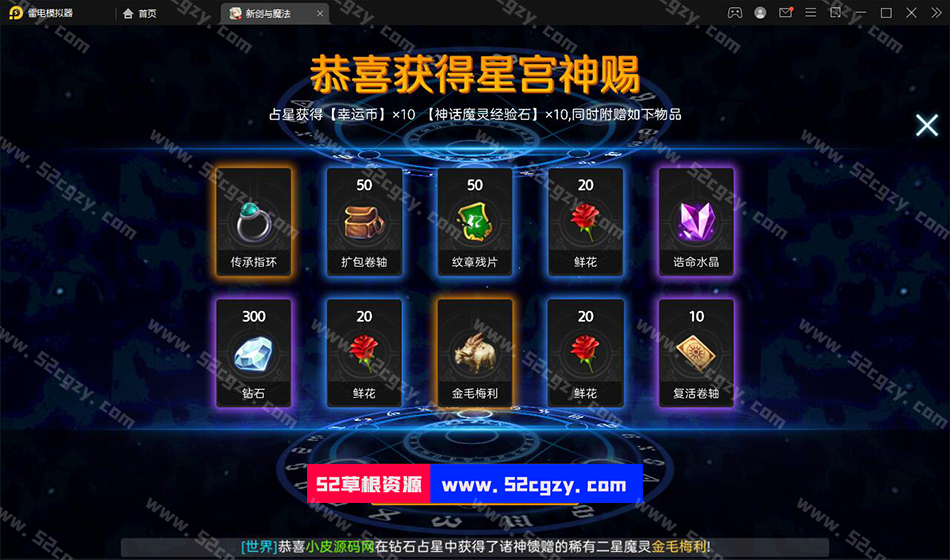 雷电模拟器
首页
新剑与魔法
恭喜获得星宫神赐
占星获得【幸运币】×10 【神话魔灵经验石】×10,同时附赠如下物品
传承指环
50
扩包卷轴
50
纹章残片
20
鲜花
诰命水晶
300
钻石
20
鲜花
金毛梅利
20
鲜花
10
复活卷轴
52草根资源 www.52cgzy.com
[世界]恭喜小皮源码网在钻石占星中获得了诸神馈赠的稀有二星魔灵金毛梅利!
www.52cgzy.com